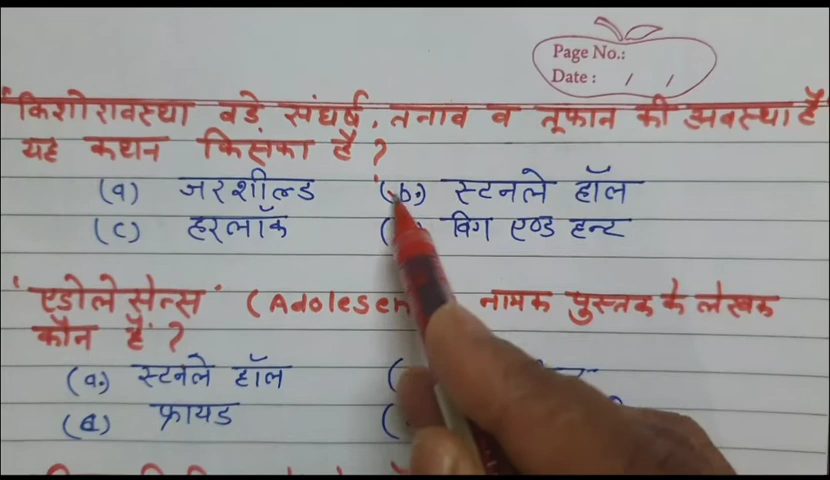 Page No.:
Date : / /
"किशोरावस्था बड़े संघर्ष, तनाव व तूफान की अवस्था है
यह कथन किसका है ?
(a) जरशील्ड (b.) स्टनले हॉल
(c) हरलॉक ( बिग एण्ड हन्ट
'एडोलेसेन्स' (Adolesen नामक पुस्तक के लेखक
कौन हैं ?
(a.) स्टनले हॉल (
(c) फ्रायड (